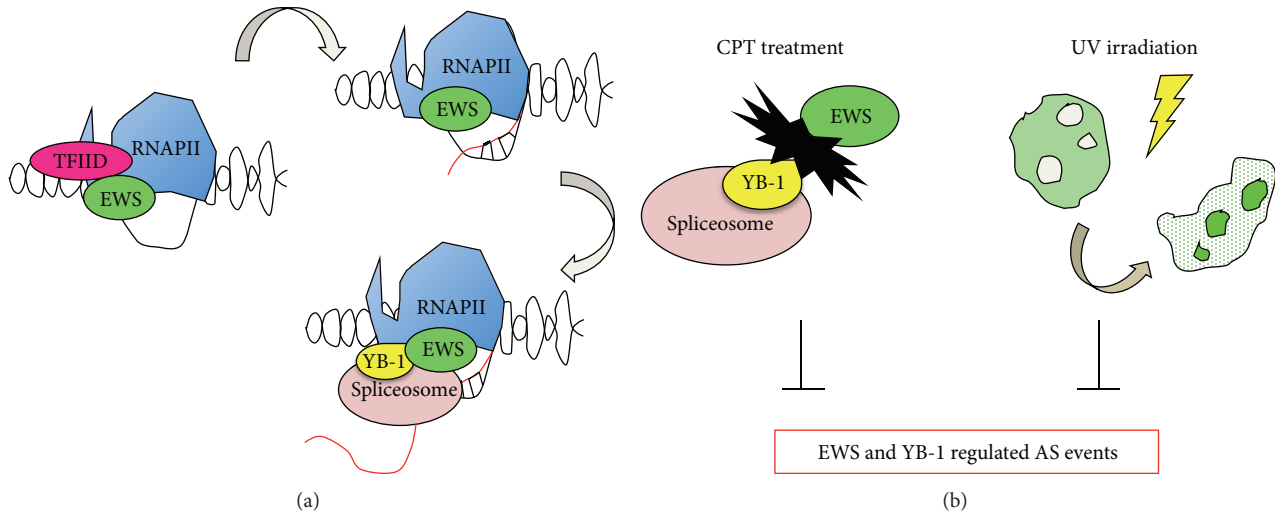 TFIID
RNAPII
EWS
RNAPII
EWS
RNAPII
YB-1
EWS
Spliceosome
(a)
CPT treatment
UV irradiation
EWS
YB-1
Spliceosome
EWS and YB-1 regulated AS events
(b)